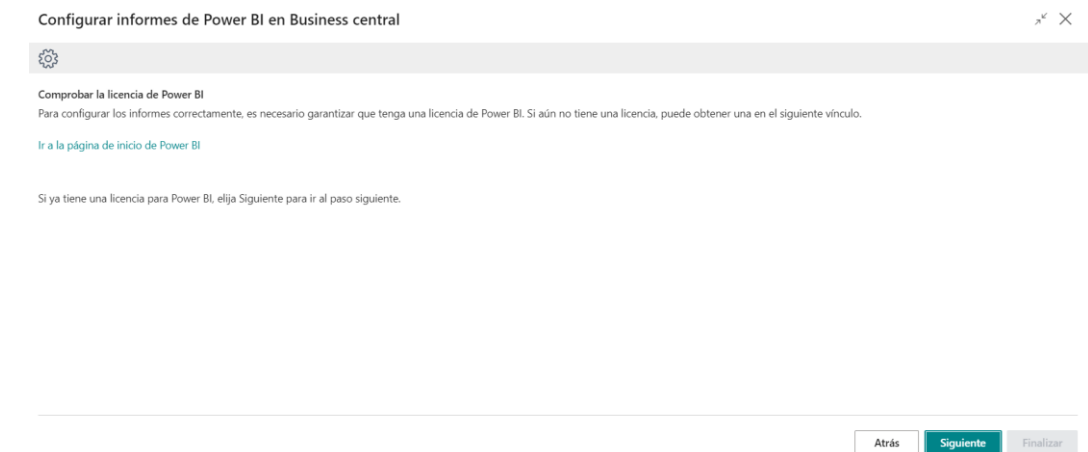 Configurar informes de Power BI en Business central
Comprobar la licencia de Power BI
Para configurar los informes correctamente, es necesario garantizar que tenga una licencia de Power BI. Si aún no tiene una licencia, puede obtener una en el siguiente vínculo.
Ir a la página de inicio de Power BI
Si ya tiene una licencia para Power BI, elija Siguiente para ir al paso siguiente.
Atrás Siguiente Finalizar